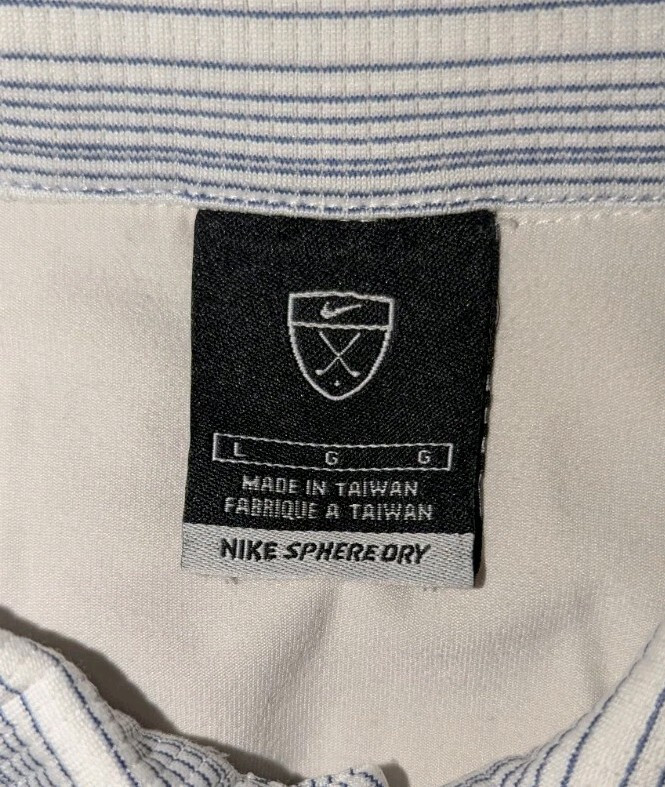 L G G
MADE IN TAIWAN
FABRIQUE A TAIWAN
NIKE SPHERE DRY